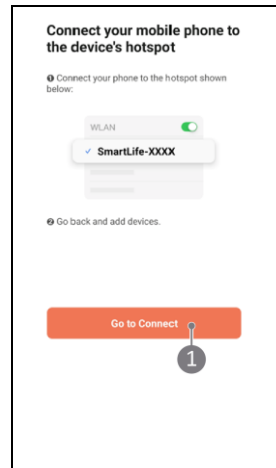 Connect your mobile phone to
the device's hotspot
❶ Connect your phone to the hotspot shown
below:
WLAN
✓ SmartLife-XXXX
❷ Go back and add devices.
Go to Connect
1